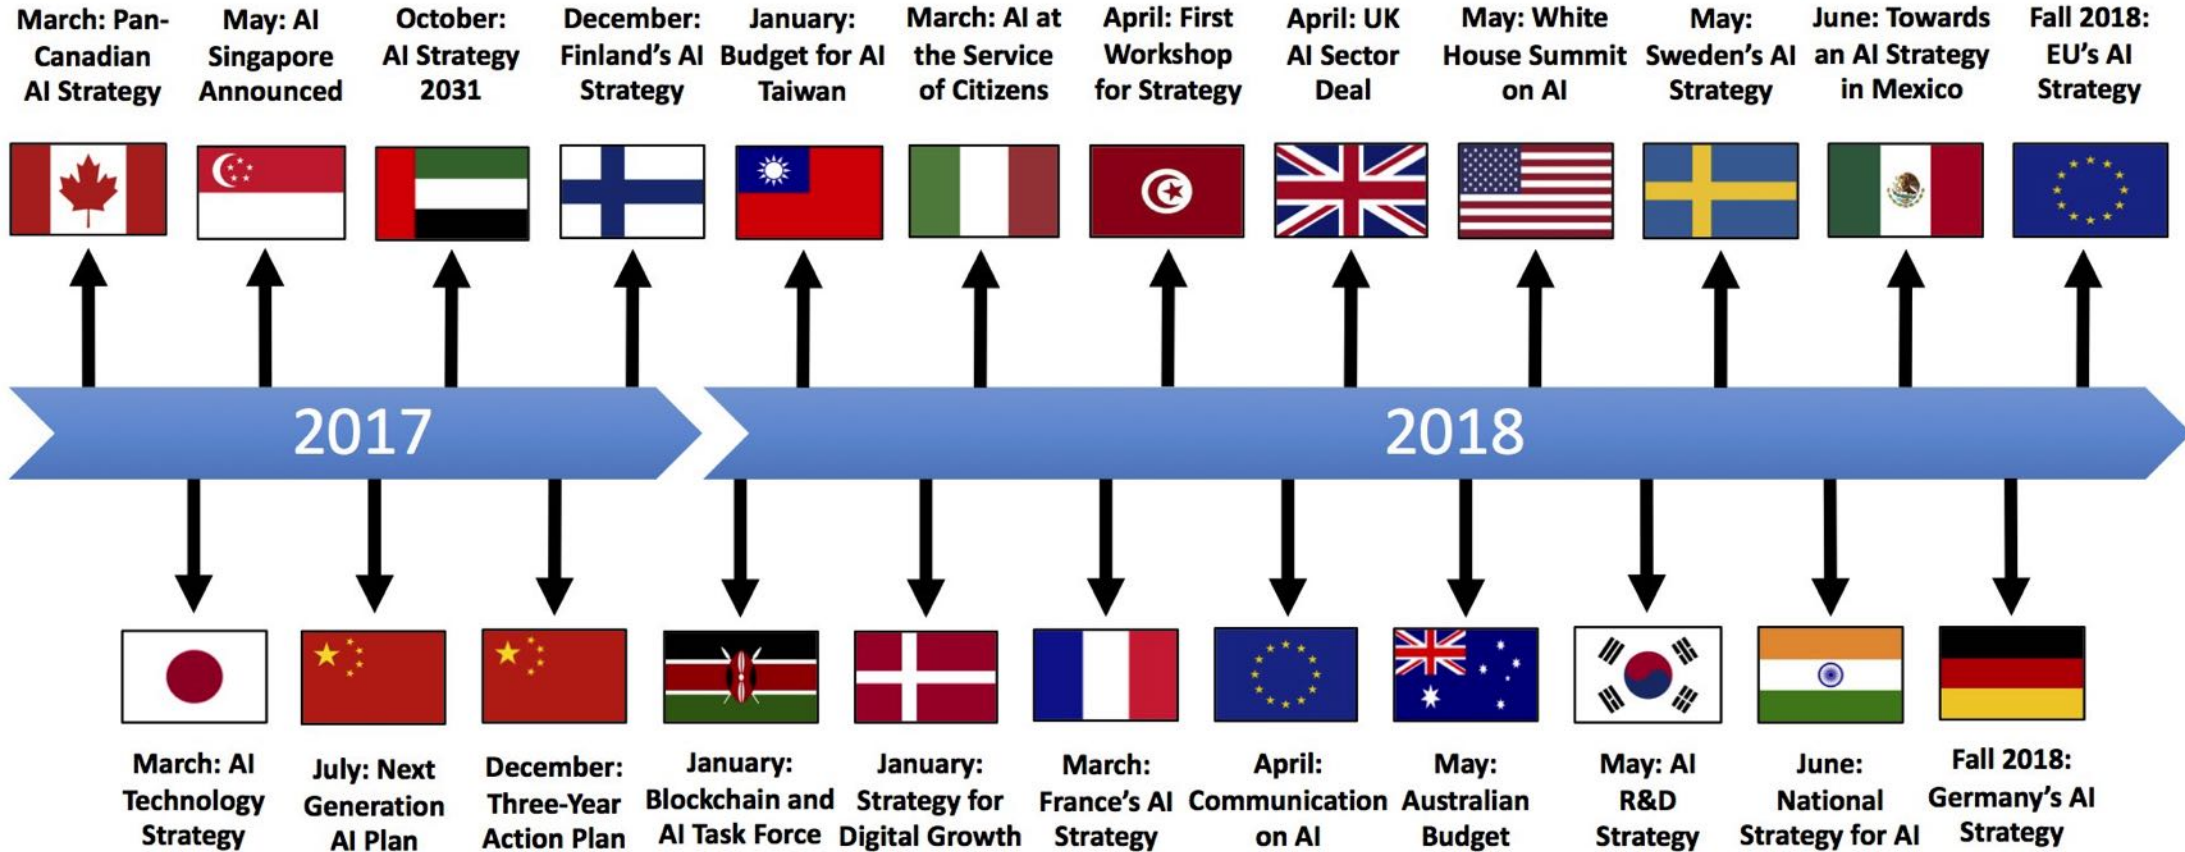 March: Pan-
Canadian
AI Strategy
May: AI
Singapore
Announced
October:
AI Strategy
2031
December:
Finland's AI
Strategy
January:
Budget for AI
Taiwan
March: AI at
the Service
of Citizens
April: First
Workshop
for Strategy
April: UK
AI Sector
Deal
May: White
House Summit
on AI
May:
Sweden's AI
Strategy
June: Towards
an AI Strategy
in Mexico
Fall 2018:
EU's AI
Strategy
2017
2018
March: AI
Technology
Strategy
July: Next
Generation
AI Plan
December:
Three-Year
Action Plan
January:
Blockchain and
AI Task Force
January:
Strategy for
Digital Growth
March:
France's AI
Strategy
April:
Communication
on AI
May:
Australian
Budget
May: AI
R&D
Strategy
June:
National
Strategy for AI
Fall 2018:
Germany's AI
Strategy